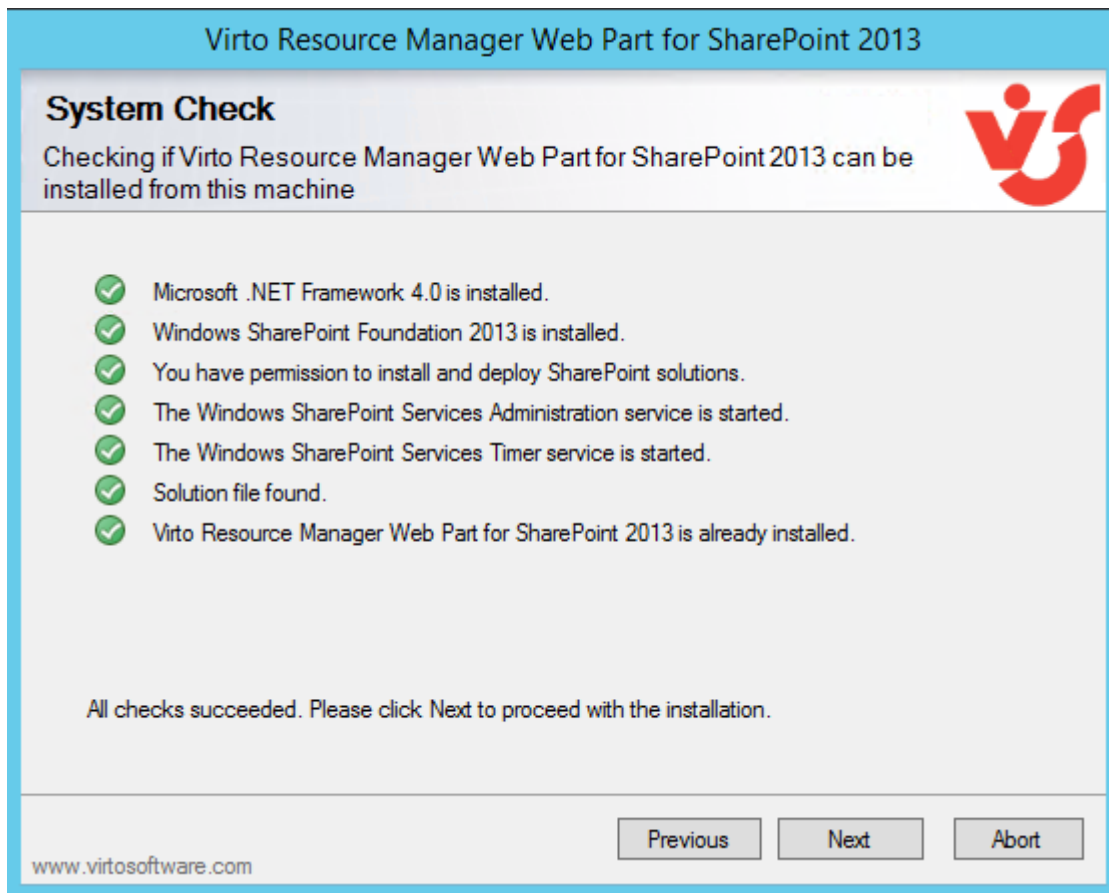 Virto Resource Manager Web Part for SharePoint 2013
System Check
Checking if Virto Resource Manager Web Part for SharePoint 2013 can be
installed from this machine
Microsoft .NET Framework 4.0 is installed.
Windows SharePoint Foundation 2013 is installed.
You have permission to install and deploy SharePoint solutions.
The Windows SharePoint Services Administration service is started.
The Windows SharePoint Services Timer service is started.
Solution file found.
Virto Resource Manager Web Part for SharePoint 2013 is already installed.
All checks succeeded. Please click Next to proceed with the installation.
Previous Next Abort
www.virtosoftware.com